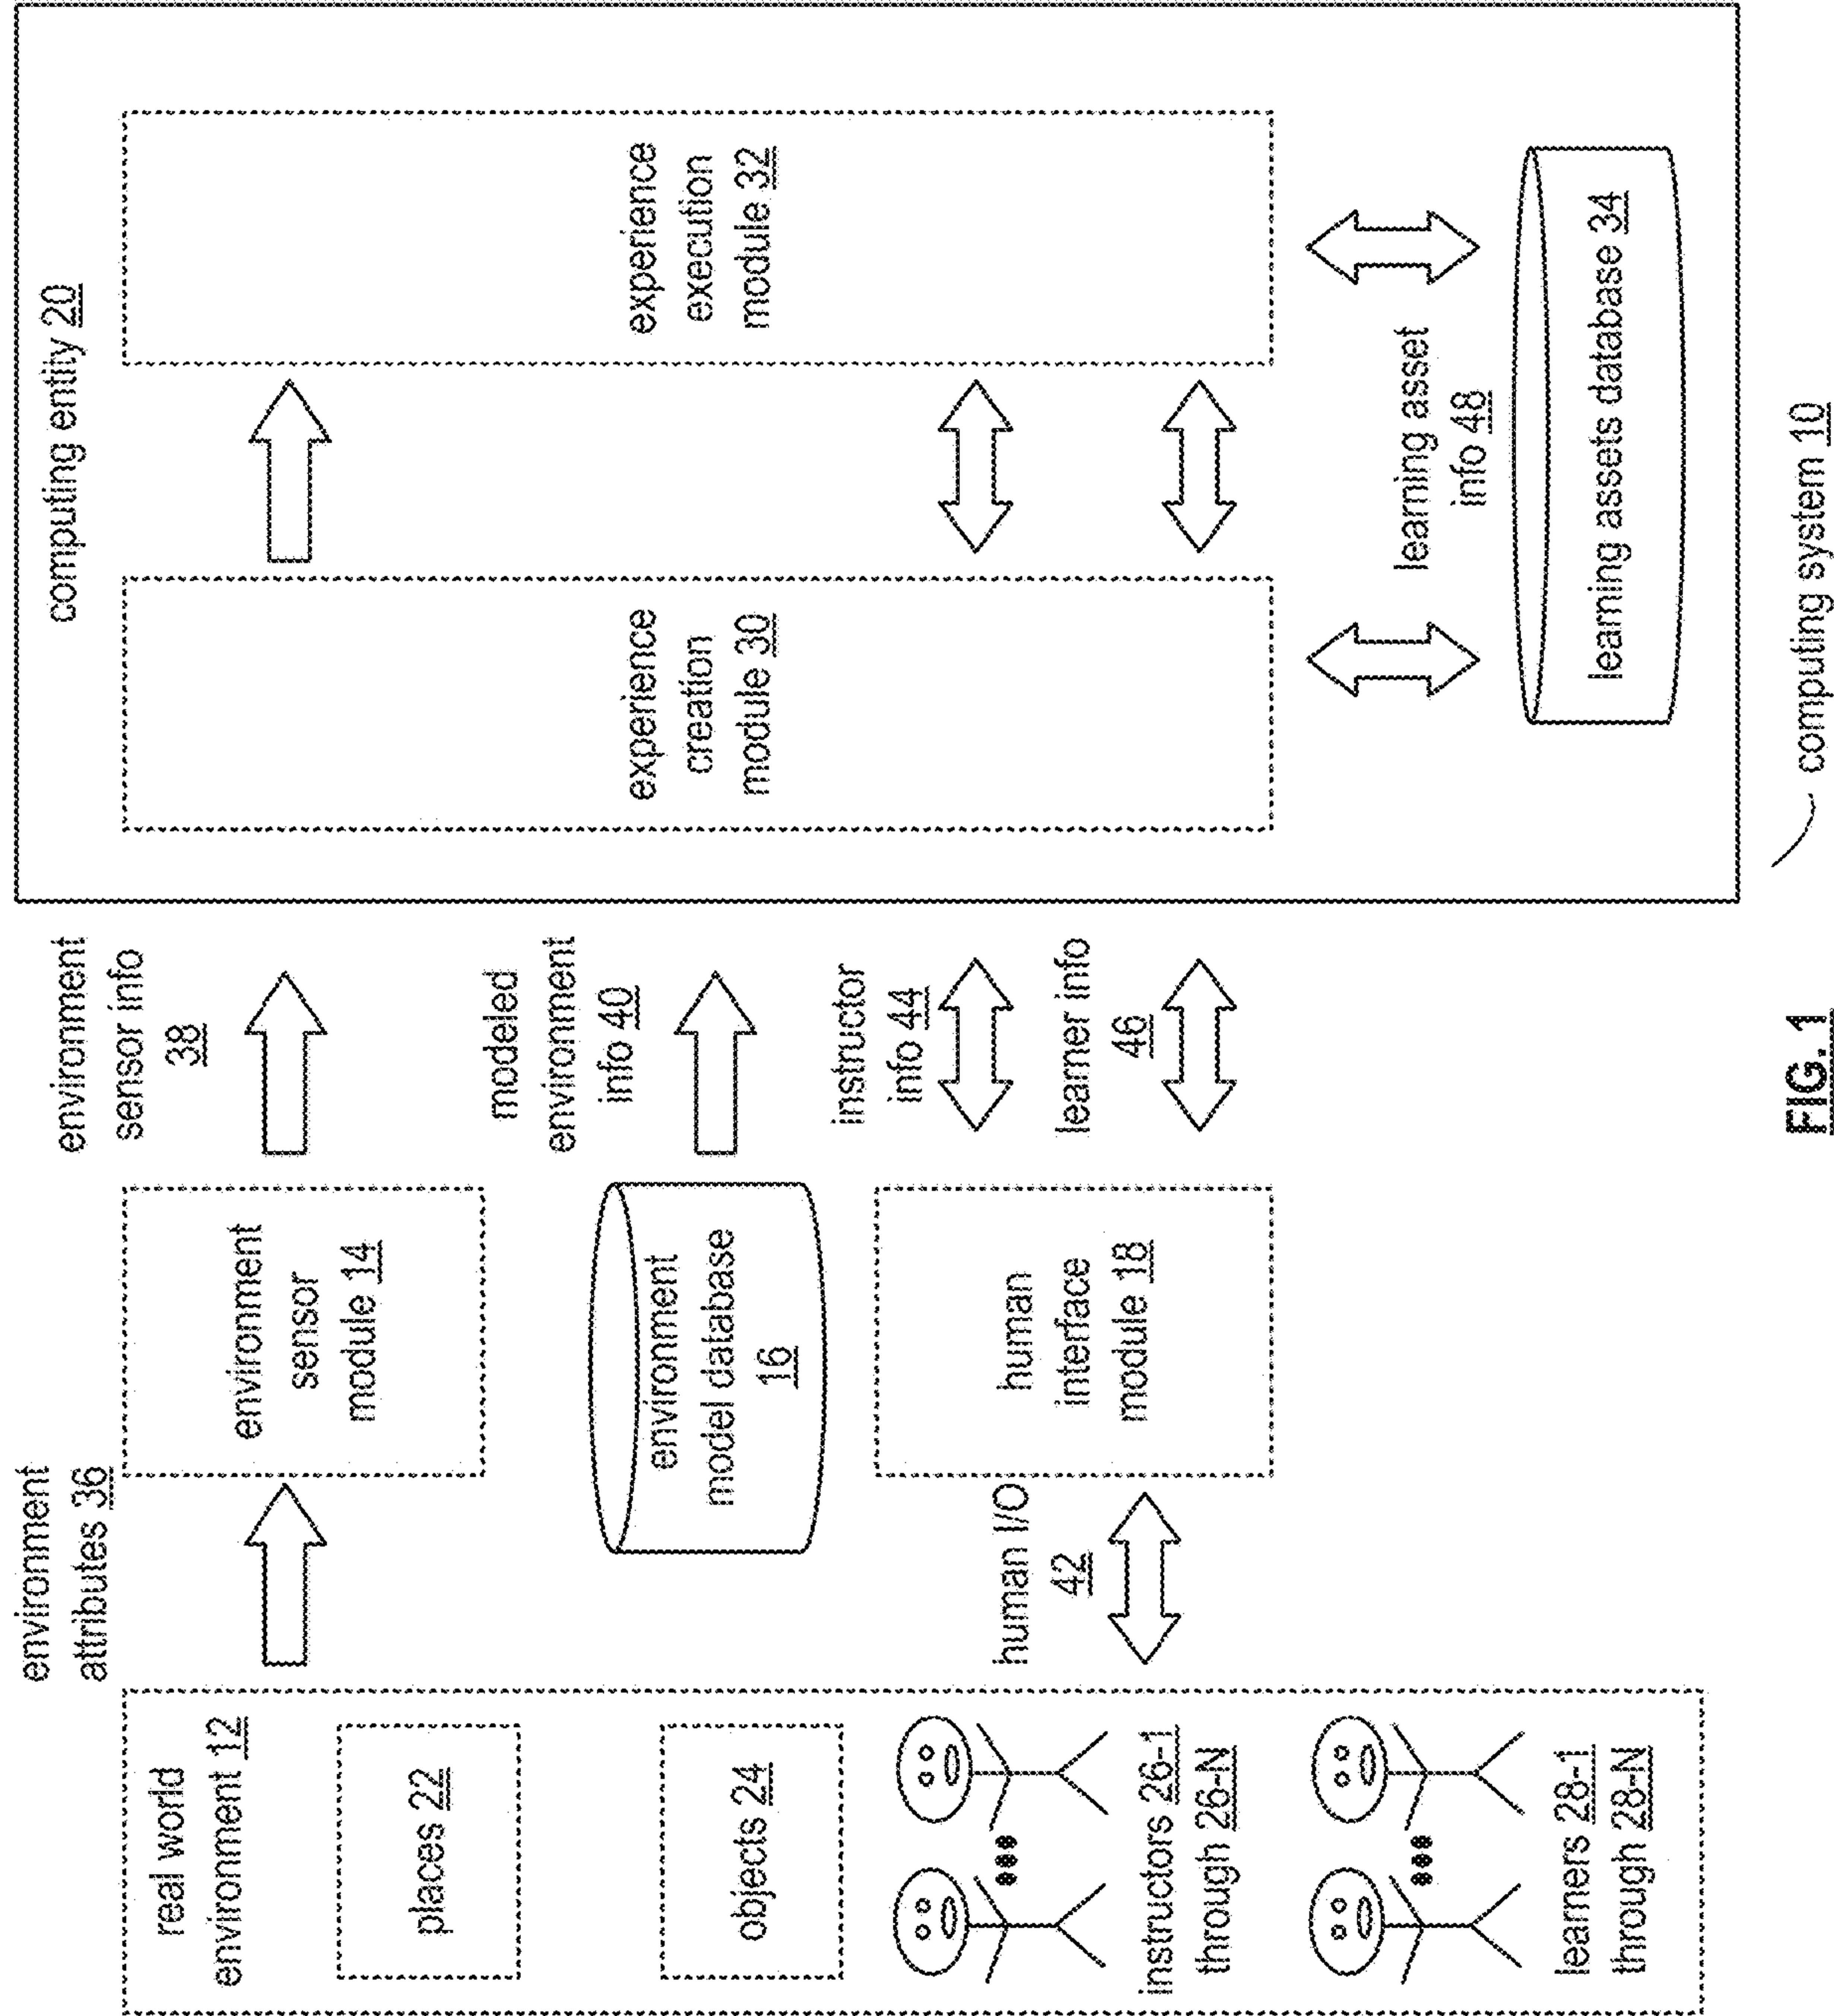 environment
attributes 36
environment
sensor info
38
computing entity 20
real world
environment 12
environment
sensor
module 14
places 22
modeled
environment
info 40
objects 24
environment
model database
16
experience
creation
module 30
experience
execution
module 32
instructor
info 44
human I/O
42
human
interface
module 18
learner info
46
instructors 26-1
through 26-N
learning asset
info 48
learners 28-1
through 28-N
learning assets database 34
computing system 10
FIG. 1